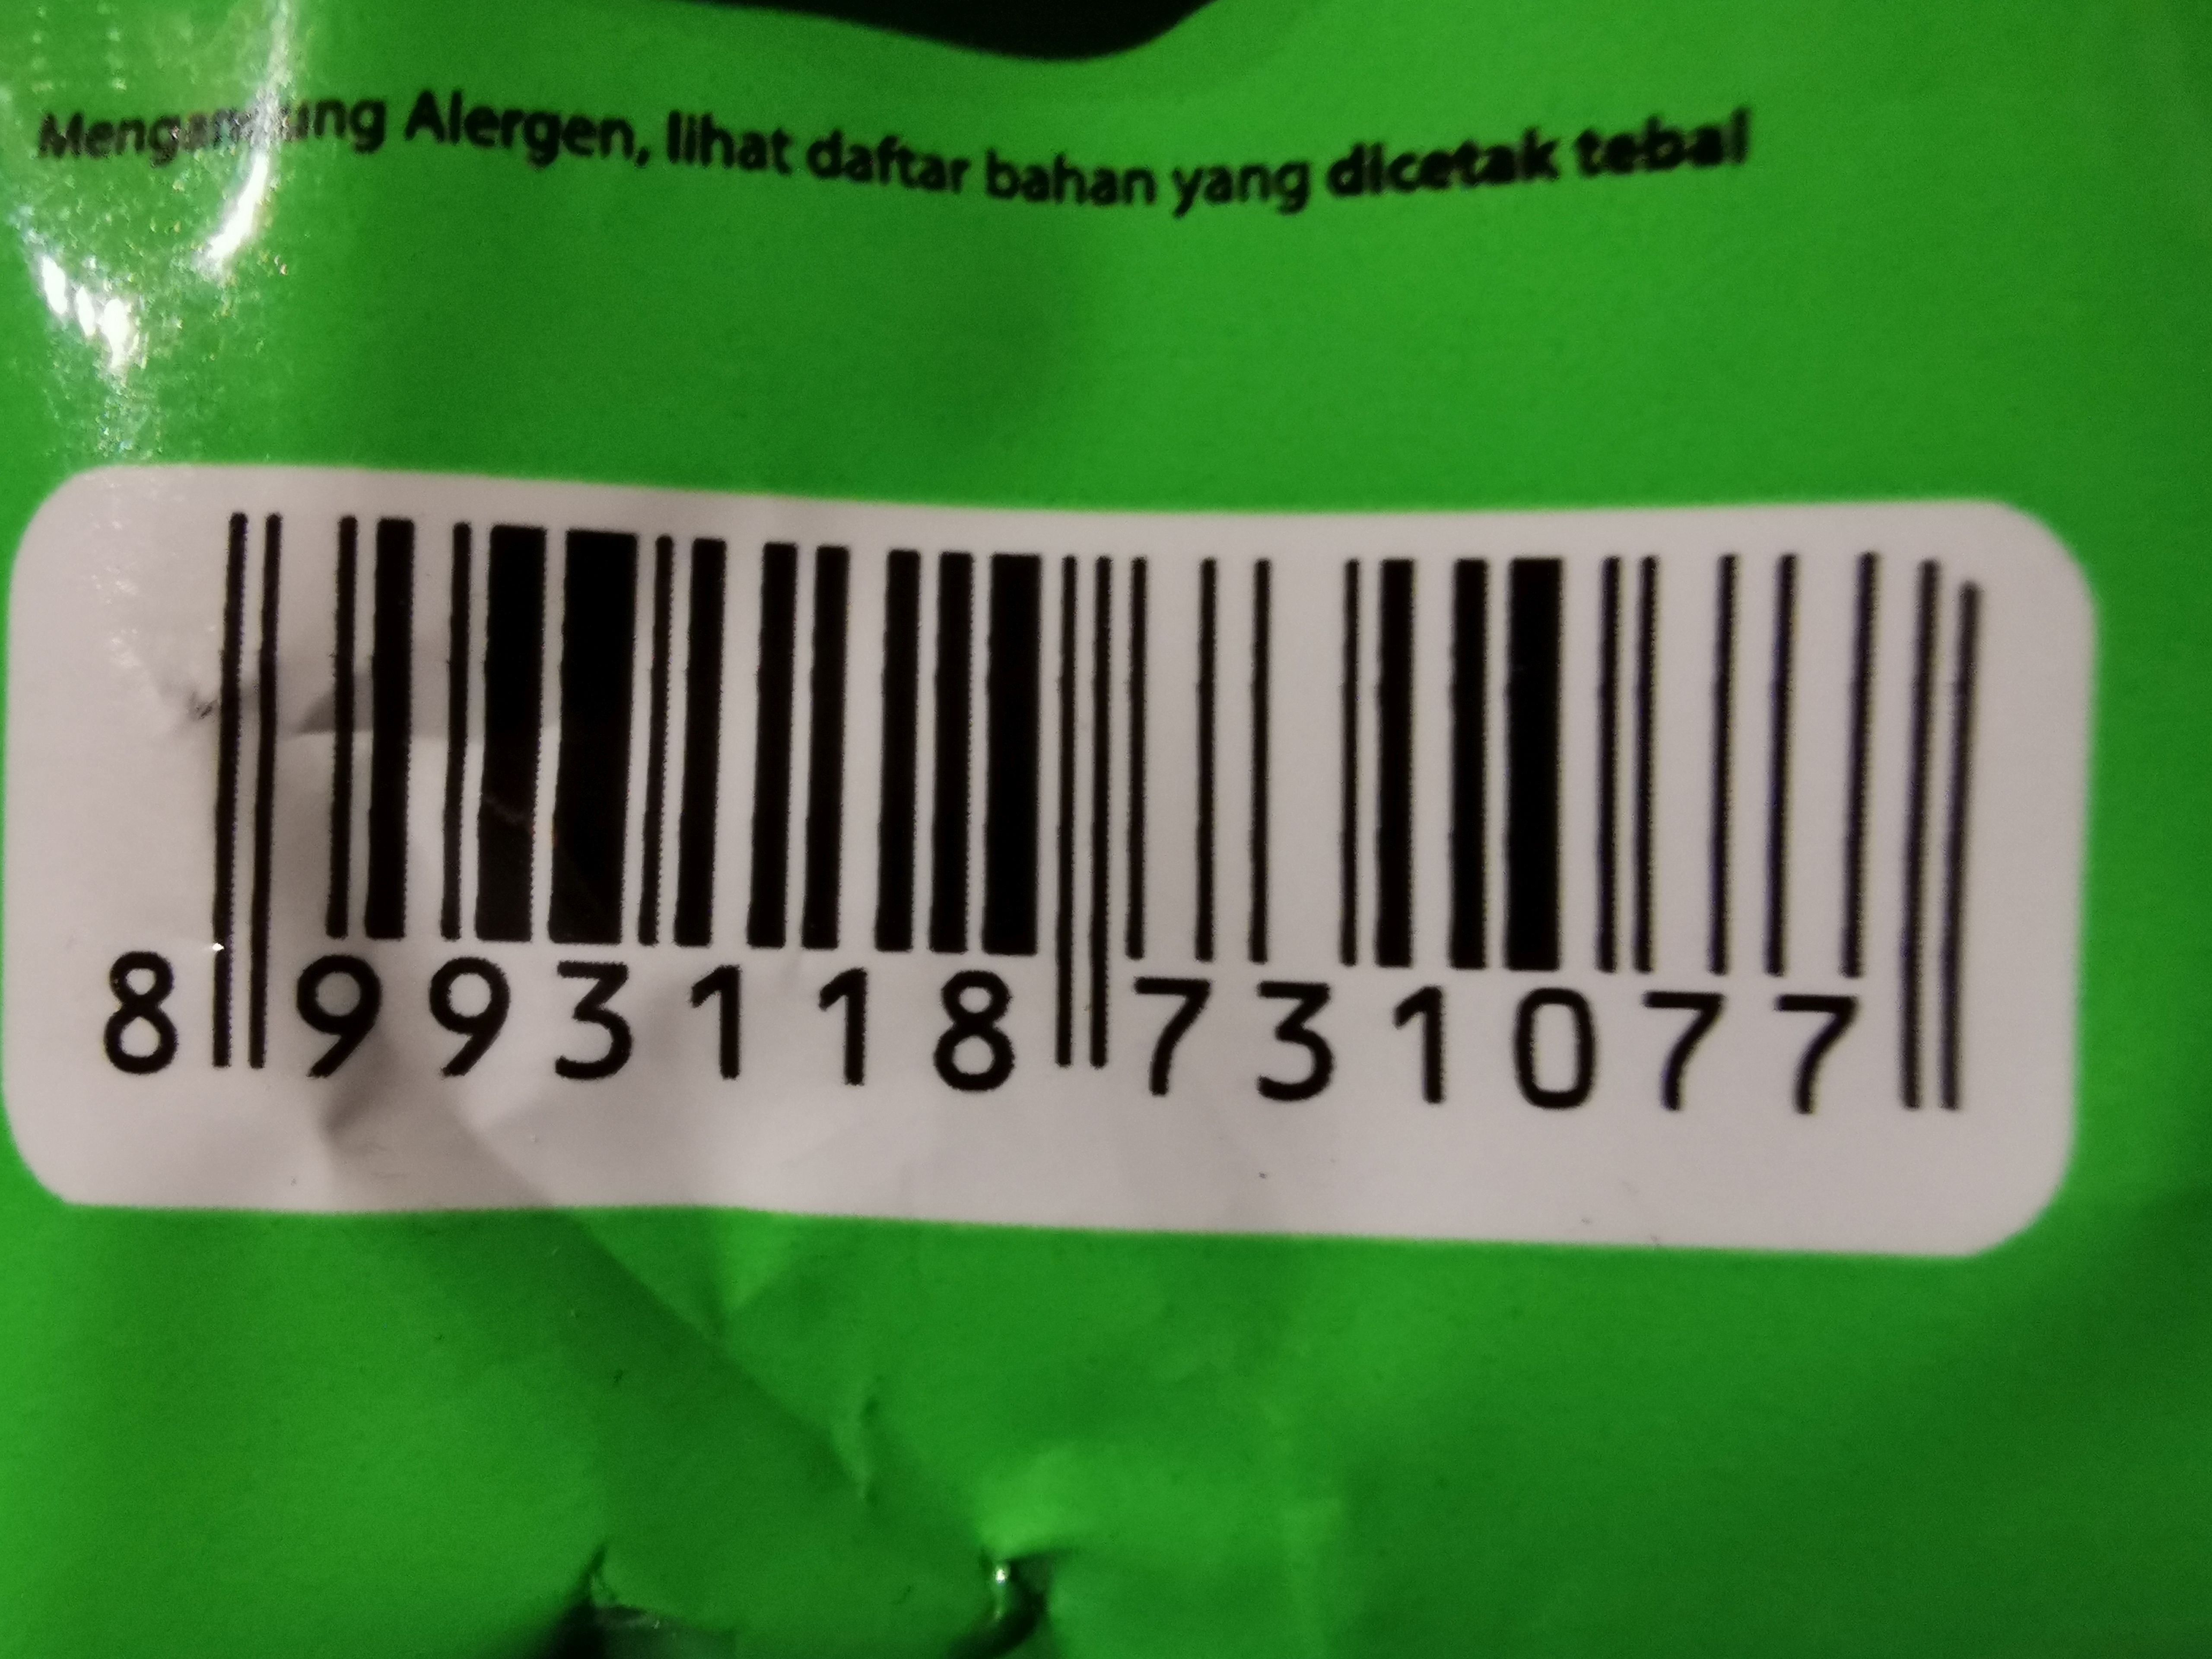 Mengandung Alergen, lihat daftar bahan yang dicetak tebal
8 993118 731077